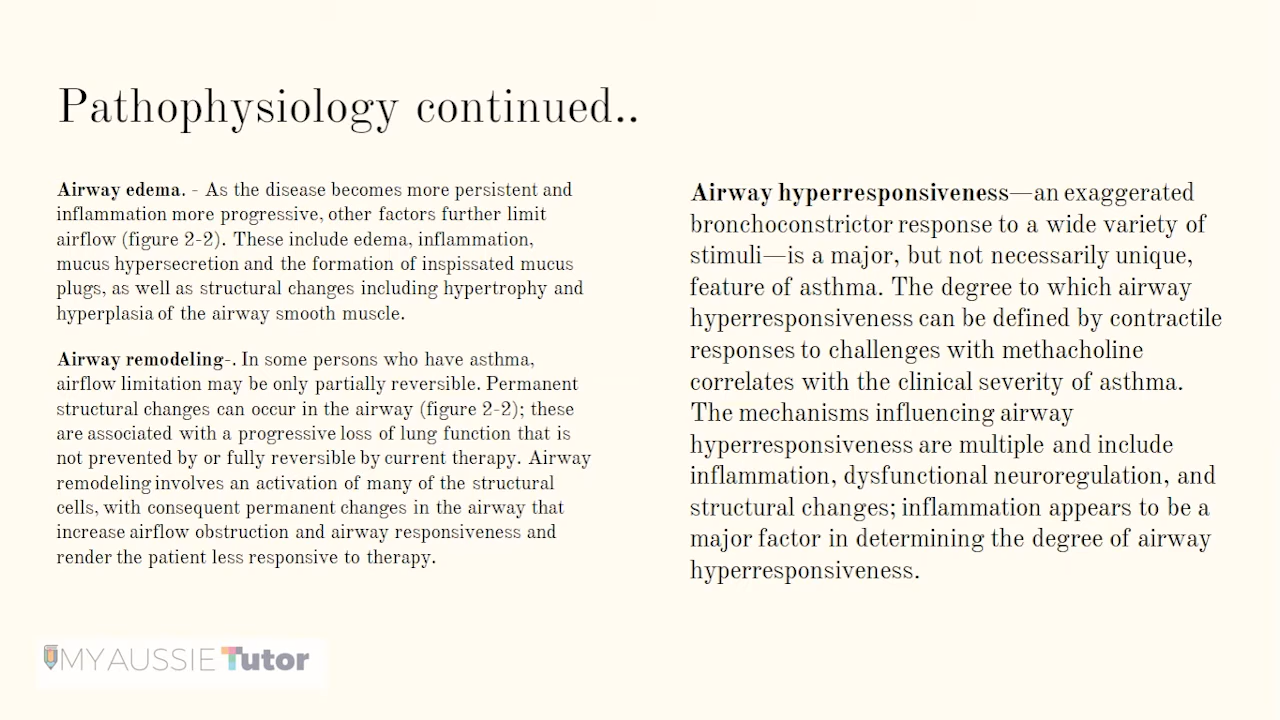 Pathophysiology continued..
Airway edema. - As the disease becomes more persistent and
inflammation more progressive, other factors further limit
airflow (figure 2-2). These include edema, inflammation,
mucus hypersecretion and the formation of inspissated mucus
plugs, as well as structural changes including hypertrophy and
hyperplasia of the airway smooth muscle.
Airway remodeling-. In some persons who have asthma,
airflow limitation may be only partially reversible. Permanent
structural changes can occur in the airway (figure 2-2); these
are associated with a progressive loss of lung function that is
not prevented by or fully reversible by current therapy. Airway
remodeling involves an activation of many of the structural
cells, with consequent permanent changes in the airway that
increase airflow obstruction and airway responsiveness and
render the patient less responsive to therapy.
Airway hyperresponsiveness—an exaggerated
bronchoconstrictor response to a wide variety of
stimuli—is a major, but not necessarily unique,
feature of asthma. The degree to which airway
hyperresponsiveness can be defined by contractile
responses to challenges with methacholine
correlates with the clinical severity of asthma.
The mechanisms influencing airway
hyperresponsiveness are multiple and include
inflammation, dysfunctional neuroregulation, and
structural changes; inflammation appears to be a
major factor in determining the degree of airway
hyperresponsiveness.
MY AUSSIE Tutor